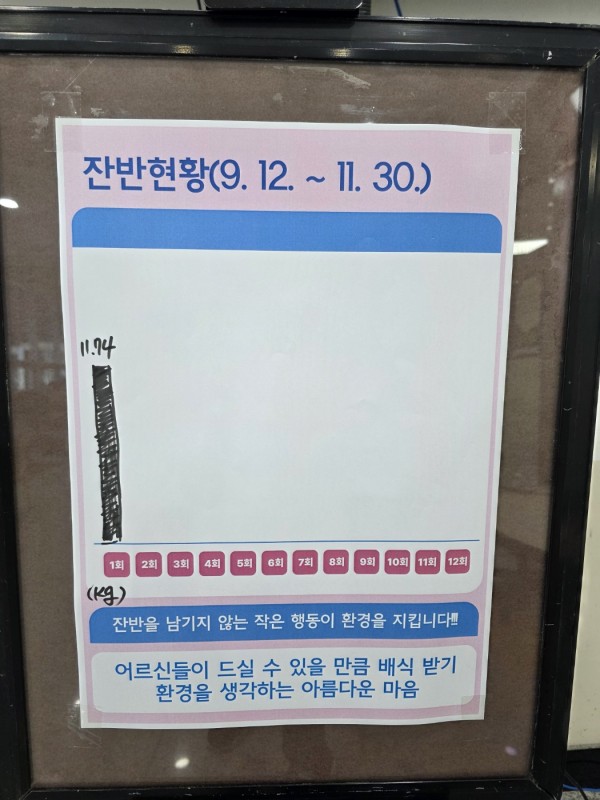 잔반현황(9. 12. ~ 11. 30.)
11.74
1회 2회 3회 4회 5회 6회 7회 8회 9회 10회 11회 12회
(kg)
잔반을 남기지 않는 작은 행동이 환경을 지킵니다!!!
어르신들이 드실 수 있을 만큼 배식 받기
환경을 생각하는 아름다운 마음